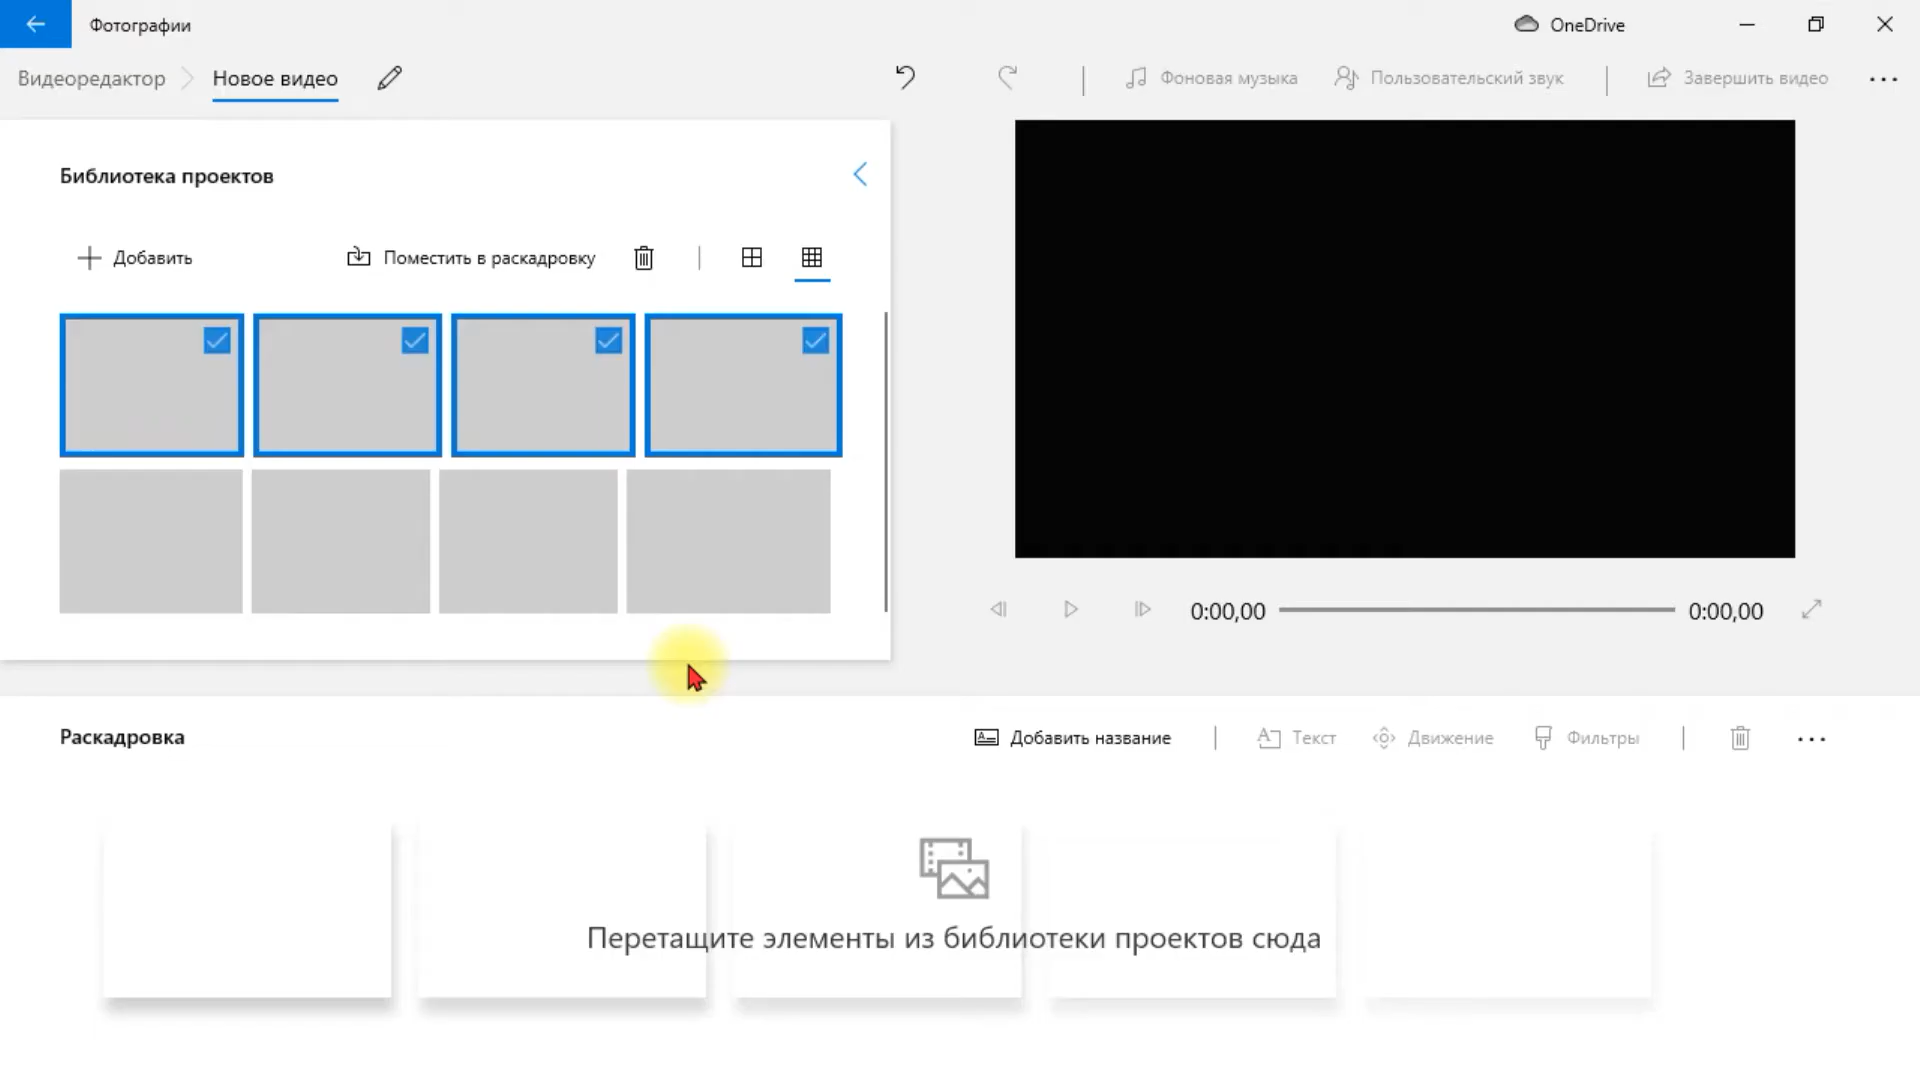 Фотографии
OneDrive
Видеоредактор
Новое видео
Фоновая музыка
Пользовательский звук
Завершить видео
Библиотека проектов
Добавить
Поместить в раскадровку
0:00,00
0:00,00
Раскадровка
Добавить название
Текст
Движение
Фильтры
Перетащите элементы из библиотеки проектов сюда